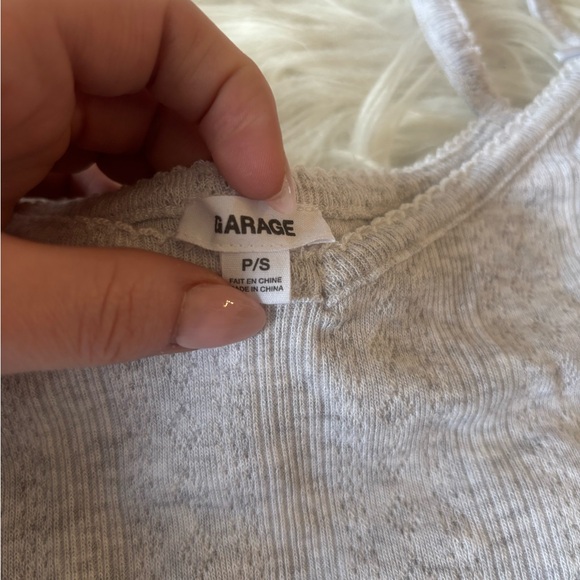 GARAGE
P/S
FAIT EN CHINE
MADE IN CHINA